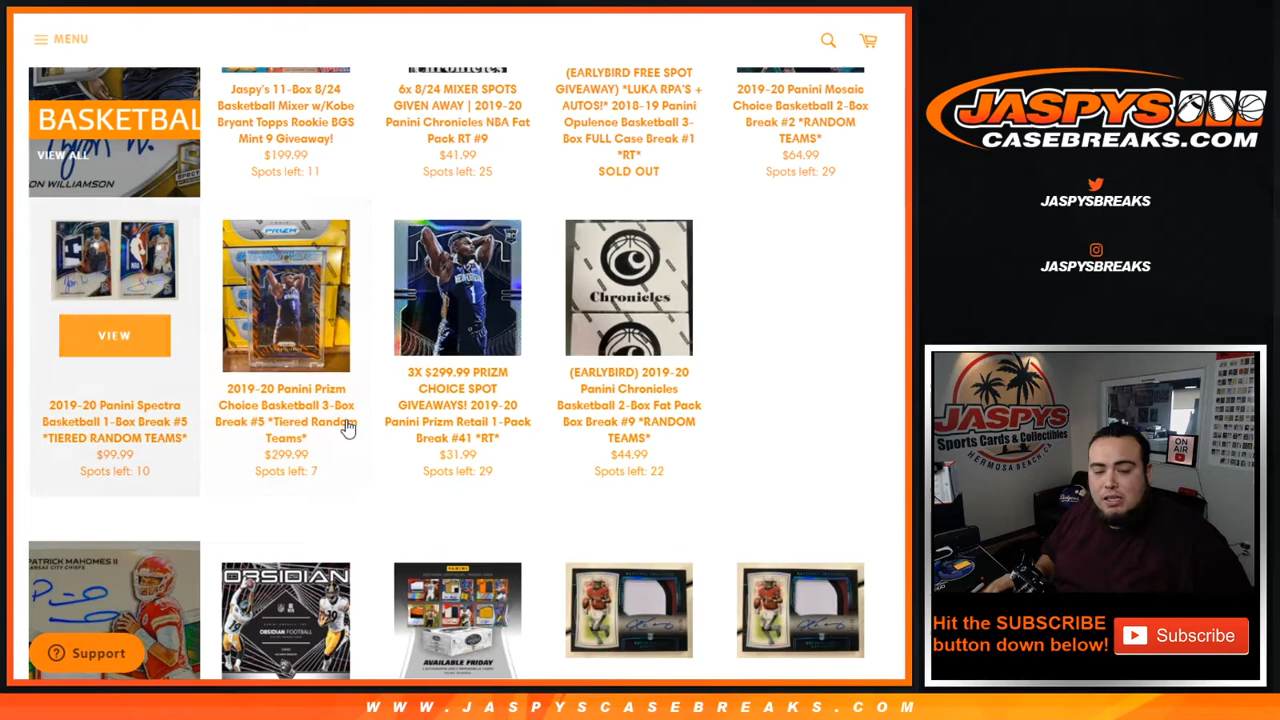 MENU
BASKETBAL
VIEW ALL
ON WILLIAMSON
Jaspy's 11-Box 8/24
Basketball Mixer w/Kobe
Bryant Topps Rookie BGS
Mint 9 Giveaway!
$199.99
Spots left: 11
6x 8/24 MIXER SPOTS
GIVEN AWAY | 2019-20
Panini Chronicles NBA Fat
Pack RT #9
$41.99
Spots left: 25
(EARLYBIRD FREE SPOT
GIVEAWAY) *LUKA RPA'S +
AUTOS!* 2018-19 Panini
Opulence Basketball 3-
Box FULL Case Break #1
*RT*
SOLD OUT
2019-20 Panini Mosaic
Choice Basketball 2-Box
Break #2 *RANDOM
TEAMS*
$64.99
Spots left: 29
VIEW
2019-20 Panini Spectra
Basketball 1-Box Break #5
*TIERED RANDOM TEAMS*
$99.99
Spots left: 10
PRIZM
2019-20 Panini Prizm
Choice Basketball 3-Box
Break #5 *Tiered Random
Teams*
$299.99
Spots left: 7
3X $299.99 PRIZM
CHOICE SPOT
GIVEAWAYS! 2019-20
Panini Prizm Retail 1-Pack
Break #41 *RT*
$31.99
Spots left: 29
Chronicles
(EARLYBIRD) 2019-20
Panini Chronicles
Basketball 2-Box Fat Pack
Box Break #9 *RANDOM
TEAMS*
$44.99
Spots left: 22
PATRICK MAHOMES II
KANSAS CITY CHIEFS
Support
OBSIDIAN
OBSIDIAN FOOTBALL
PANINI
AVAILABLE FRIDAY
JASPYS
CASEBREAKS.COM
JASPYSBREAKS
JASPYSBREAKS
JASPYS
Sports Cards & Collectibles
HERMOSA BEACH, CA
ON
AIR
Dodgers
Hit the SUBSCRIBE
button down below!
Subscribe
WWW.JASPYSCASEBREAKS.COM